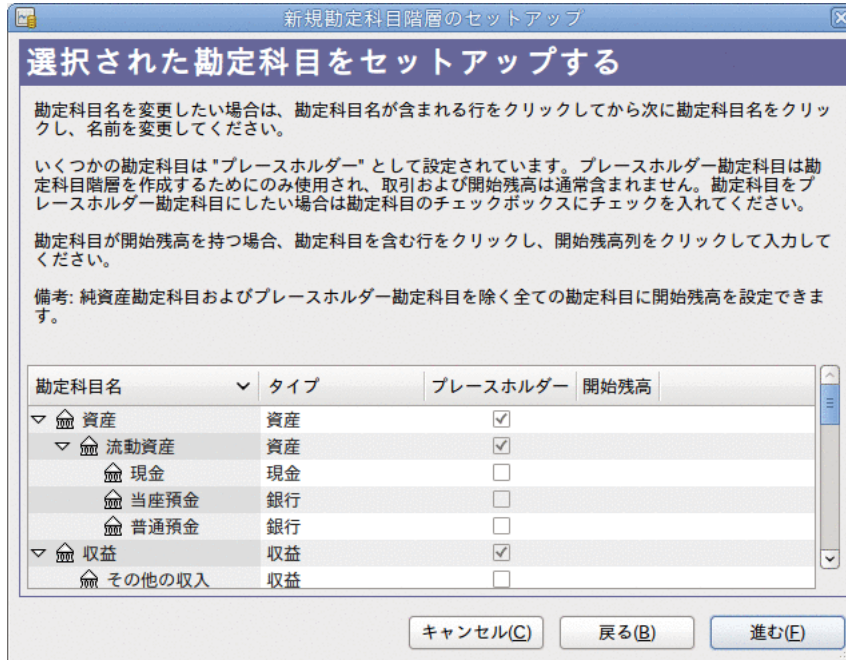 新規勘定科目階層のセットアップ
選択された勘定科目をセットアップする
勘定科目名を変更したい場合は、勘定科目名が含まれる行をクリックしてから次に勘定科目名をクリッ
クし、名前を変更してください。
いくつかの勘定科目は "プレースホルダー" として設定されています。プレースホルダー勘定科目は勘
定科目階層を作成するためにのみ使用され、取引および開始残高は通常含まれません。勘定科目をプ
レースホルダー勘定科目にしたい場合は勘定科目のチェックボックスにチェックを入れてください。
勘定科目が開始残高を持つ場合、勘定科目を含む行をクリックし、開始残高列をクリックして入力して
ください。
備考: 純資産勘定科目およびプレースホルダー勘定科目を除く全ての勘定科目に開始残高を設定できま
す。
勘定科目名 タイプ プレースホルダー 開始残高
資産 資産
流動資産 資産
現金 現金
当座預金 銀行
普通預金 銀行
収益 収益
その他の収入 収益
キャンセル(C) 戻る(B) 進む(F)